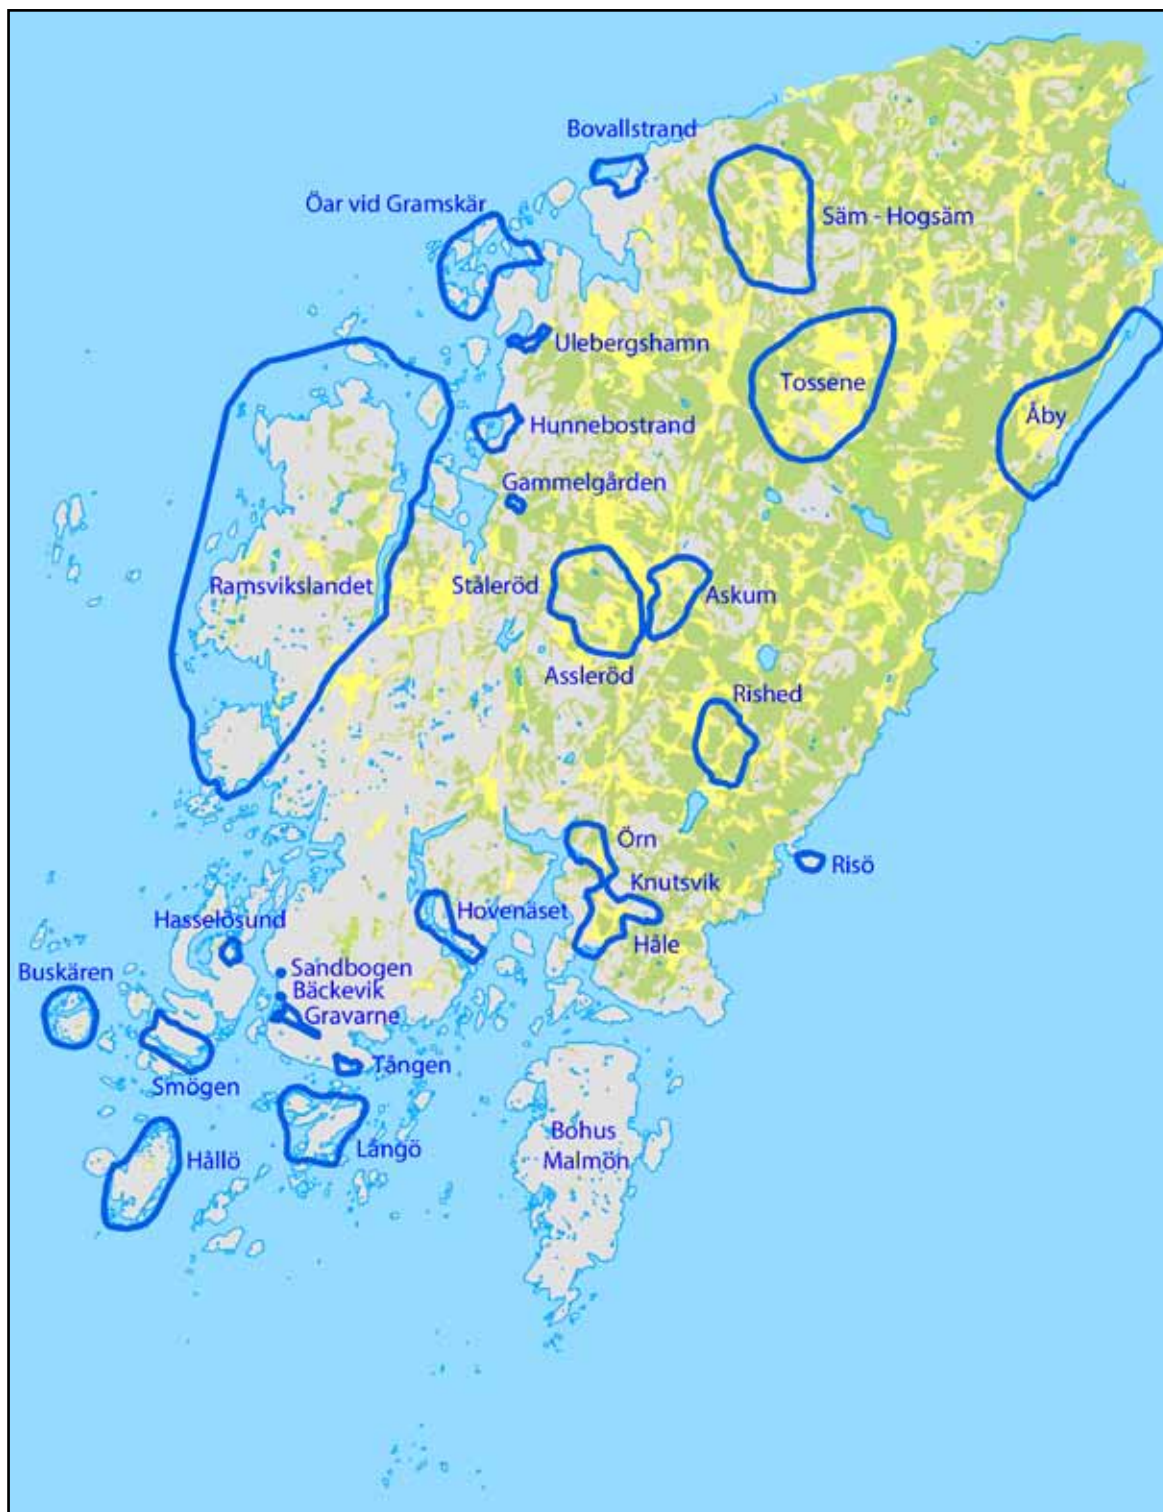 Bovallstrand
Öar vid Gramskär
Säm - Hogsäm
Ulebergshamn
Tossene
Åby
Hunnebostrand
Gammelgården
Ramsvikslandet
Ståleröd
Askum
Assleröd
Rished
Örn
Risö
Knutsvik
Hovenäset
Hasselösund
Håle
Buskären
Sandbogen
Bäckevik
Gravarne
Tången
Smögen
Bohus
Malmön
Långö
Hållö